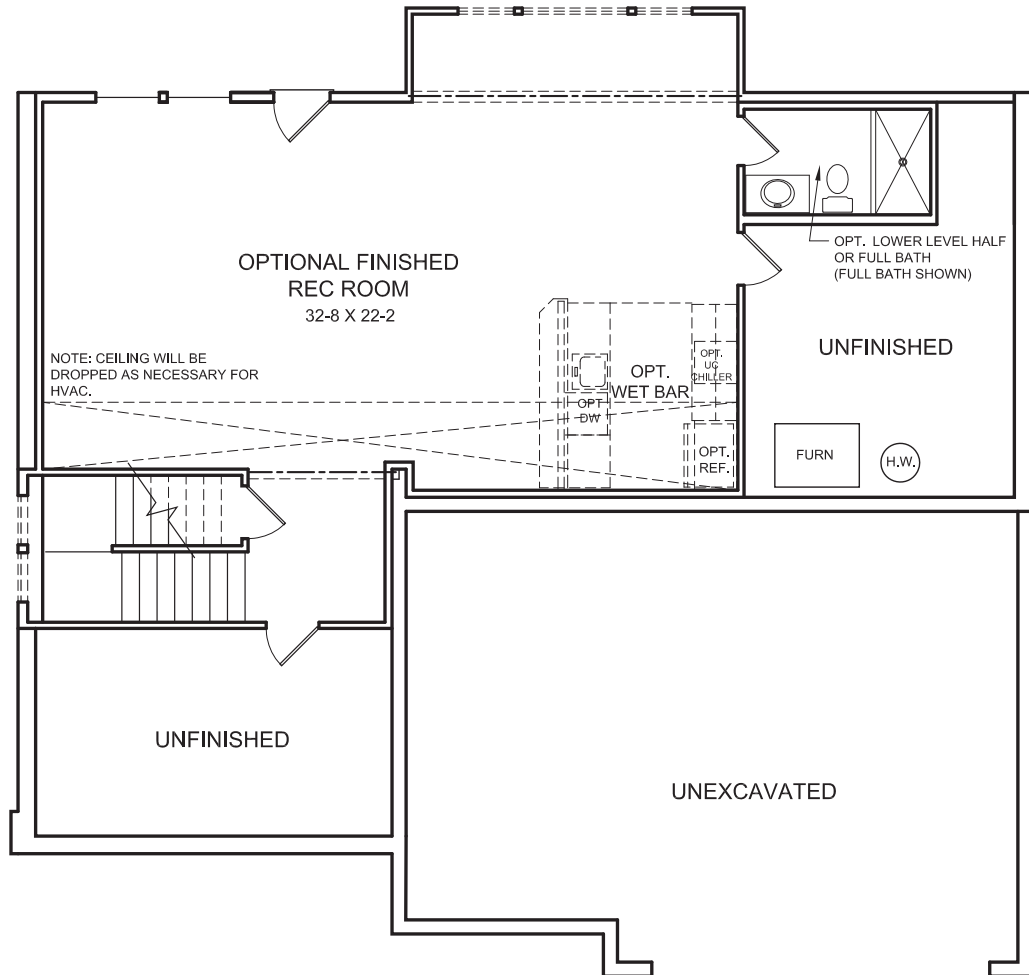 OPT. LOWER LEVEL HALF
OR FULL BATH
(FULL BATH SHOWN)
OPTIONAL FINISHED
REC ROOM
32-8 X 22-2
NOTE: CEILING WILL BE
DROPPED AS NECESSARY FOR
HVAC.
OPT.
WET BAR
OPT.
UC
CHILLER
OPT
DW
OPT.
REF.
UNFINISHED
FURN
H.W.
UNFINISHED
UNEXCAVATED